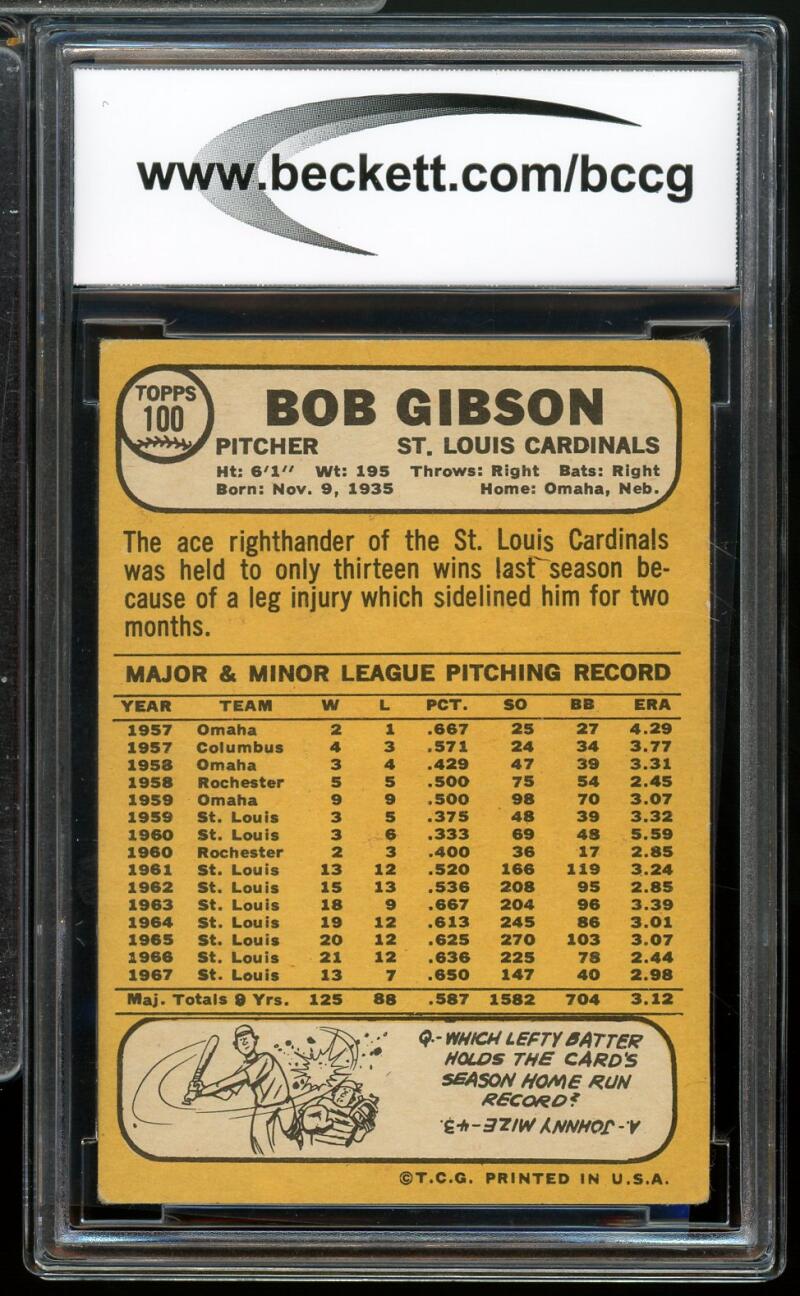 www.beckett.com/bccg
TOPPS
100
BOB GIBSON
PITCHER ST. LOUIS CARDINALS
Ht: 6'1" Wt: 195 Throws: Right Bats: Right
Born: Nov. 9, 1935 Home: Omaha, Neb.
The ace righthander of the St. Louis Cardinals
was held to only thirteen wins last season be-
cause of a leg injury which sidelined him for two
months.
MAJOR & MINOR LEAGUE PITCHING RECORD
YEAR TEAM W L PCT. SO BB ERA
1957 Omaha 2 1 .667 25 27 4.29
1957 Columbus 4 3 .571 24 34 3.77
1958 Omaha 3 4 .429 47 39 3.31
1958 Rochester 5 5 .500 75 54 2.45
1959 Omaha 9 9 .500 98 70 3.07
1959 St. Louis 3 5 .375 48 39 3.32
1960 St. Louis 3 6 .333 69 48 5.59
1960 Rochester 2 3 .400 36 17 2.85
1961 St. Louis 13 12 .520 166 119 3.24
1962 St. Louis 15 13 .536 208 95 2.85
1963 St. Louis 18 9 .667 204 96 3.39
1964 St. Louis 19 12 .613 245 86 3.01
1965 St. Louis 20 12 .625 270 103 3.07
1966 St. Louis 21 12 .636 225 78 2.44
1967 St. Louis 13 7 .650 147 40 2.98
Maj. Totals 9 Yrs. 125 88 .587 1582 704 3.12
Q.- WHICH LEFTY BATTER
HOLDS THE CARD'S
SEASON HOME RUN
RECORD?
A.- JOHNNY MIZE-43.
©T.C.G. PRINTED IN U.S.A.